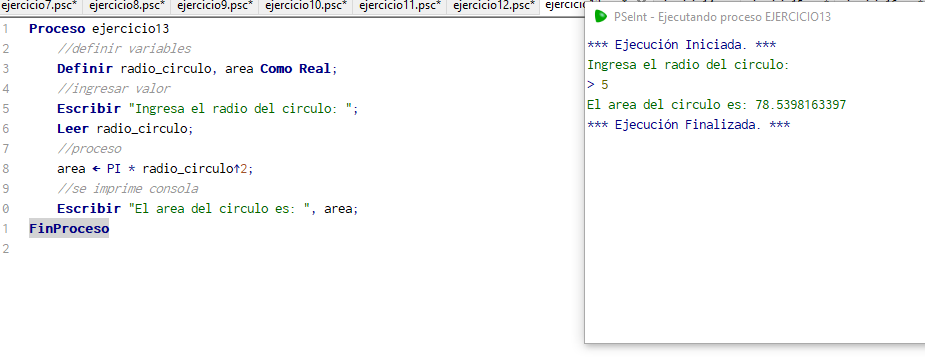 ejercicio7.psc* ejercicio8.psc* ejercicio9.psc* ejercicio10.psc* ejercicio11.psc* ejercicio12.psc*
1 Proceso ejercicio13
2 //definir variables
3 Definir radio_circulo, area Como Real;
4 //ingresar valor
5 Escribir "Ingresa el radio del circulo: ";
6 Leer radio_circulo;
7 //proceso
8 area ← PI * radio_circulo↑2;
9 //se imprime consola
0 Escribir "El area del circulo es: ", area;
1 FinProceso
2
PSeInt - Ejecutando proceso EJERCICIO13
*** Ejecución Iniciada. ***
Ingresa el radio del circulo:
> 5
El area del circulo es: 78.5398163397
*** Ejecución Finalizada. ***